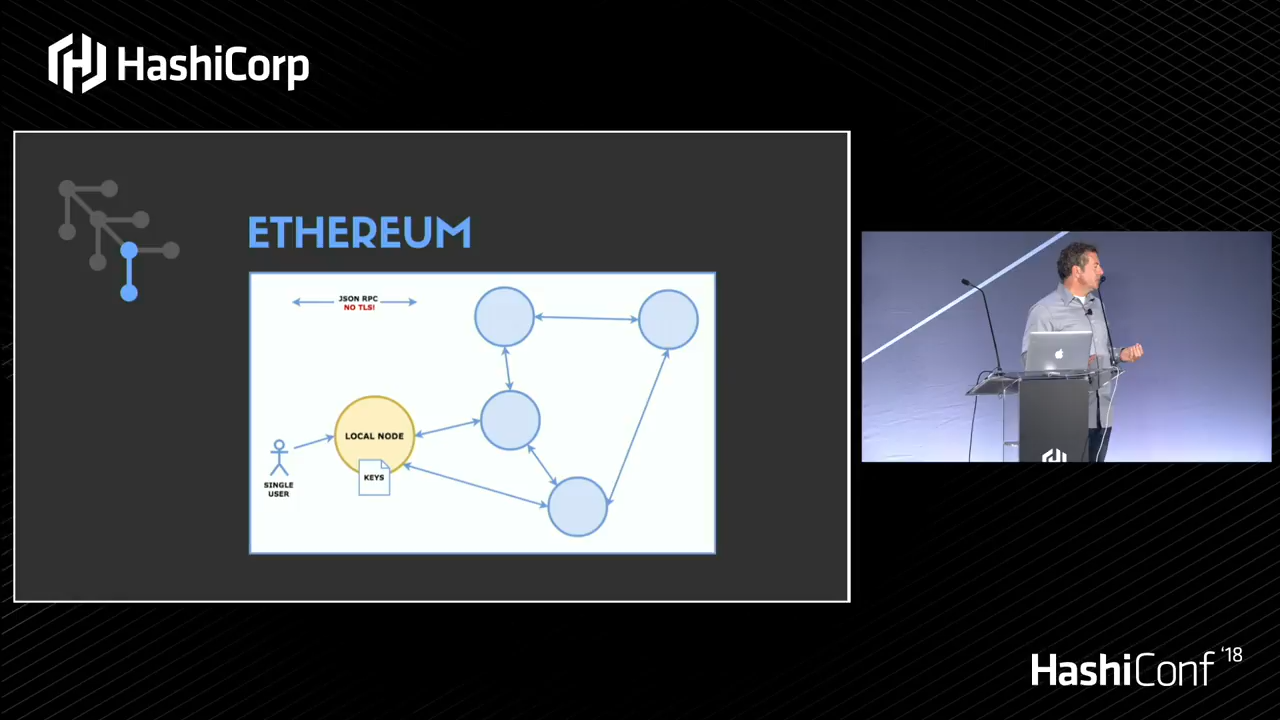 HashiCorp
ETHEREUM
JSON RPC
NO TLS!
LOCAL NODE
KEYS
SINGLE
USER
HashiConf '18